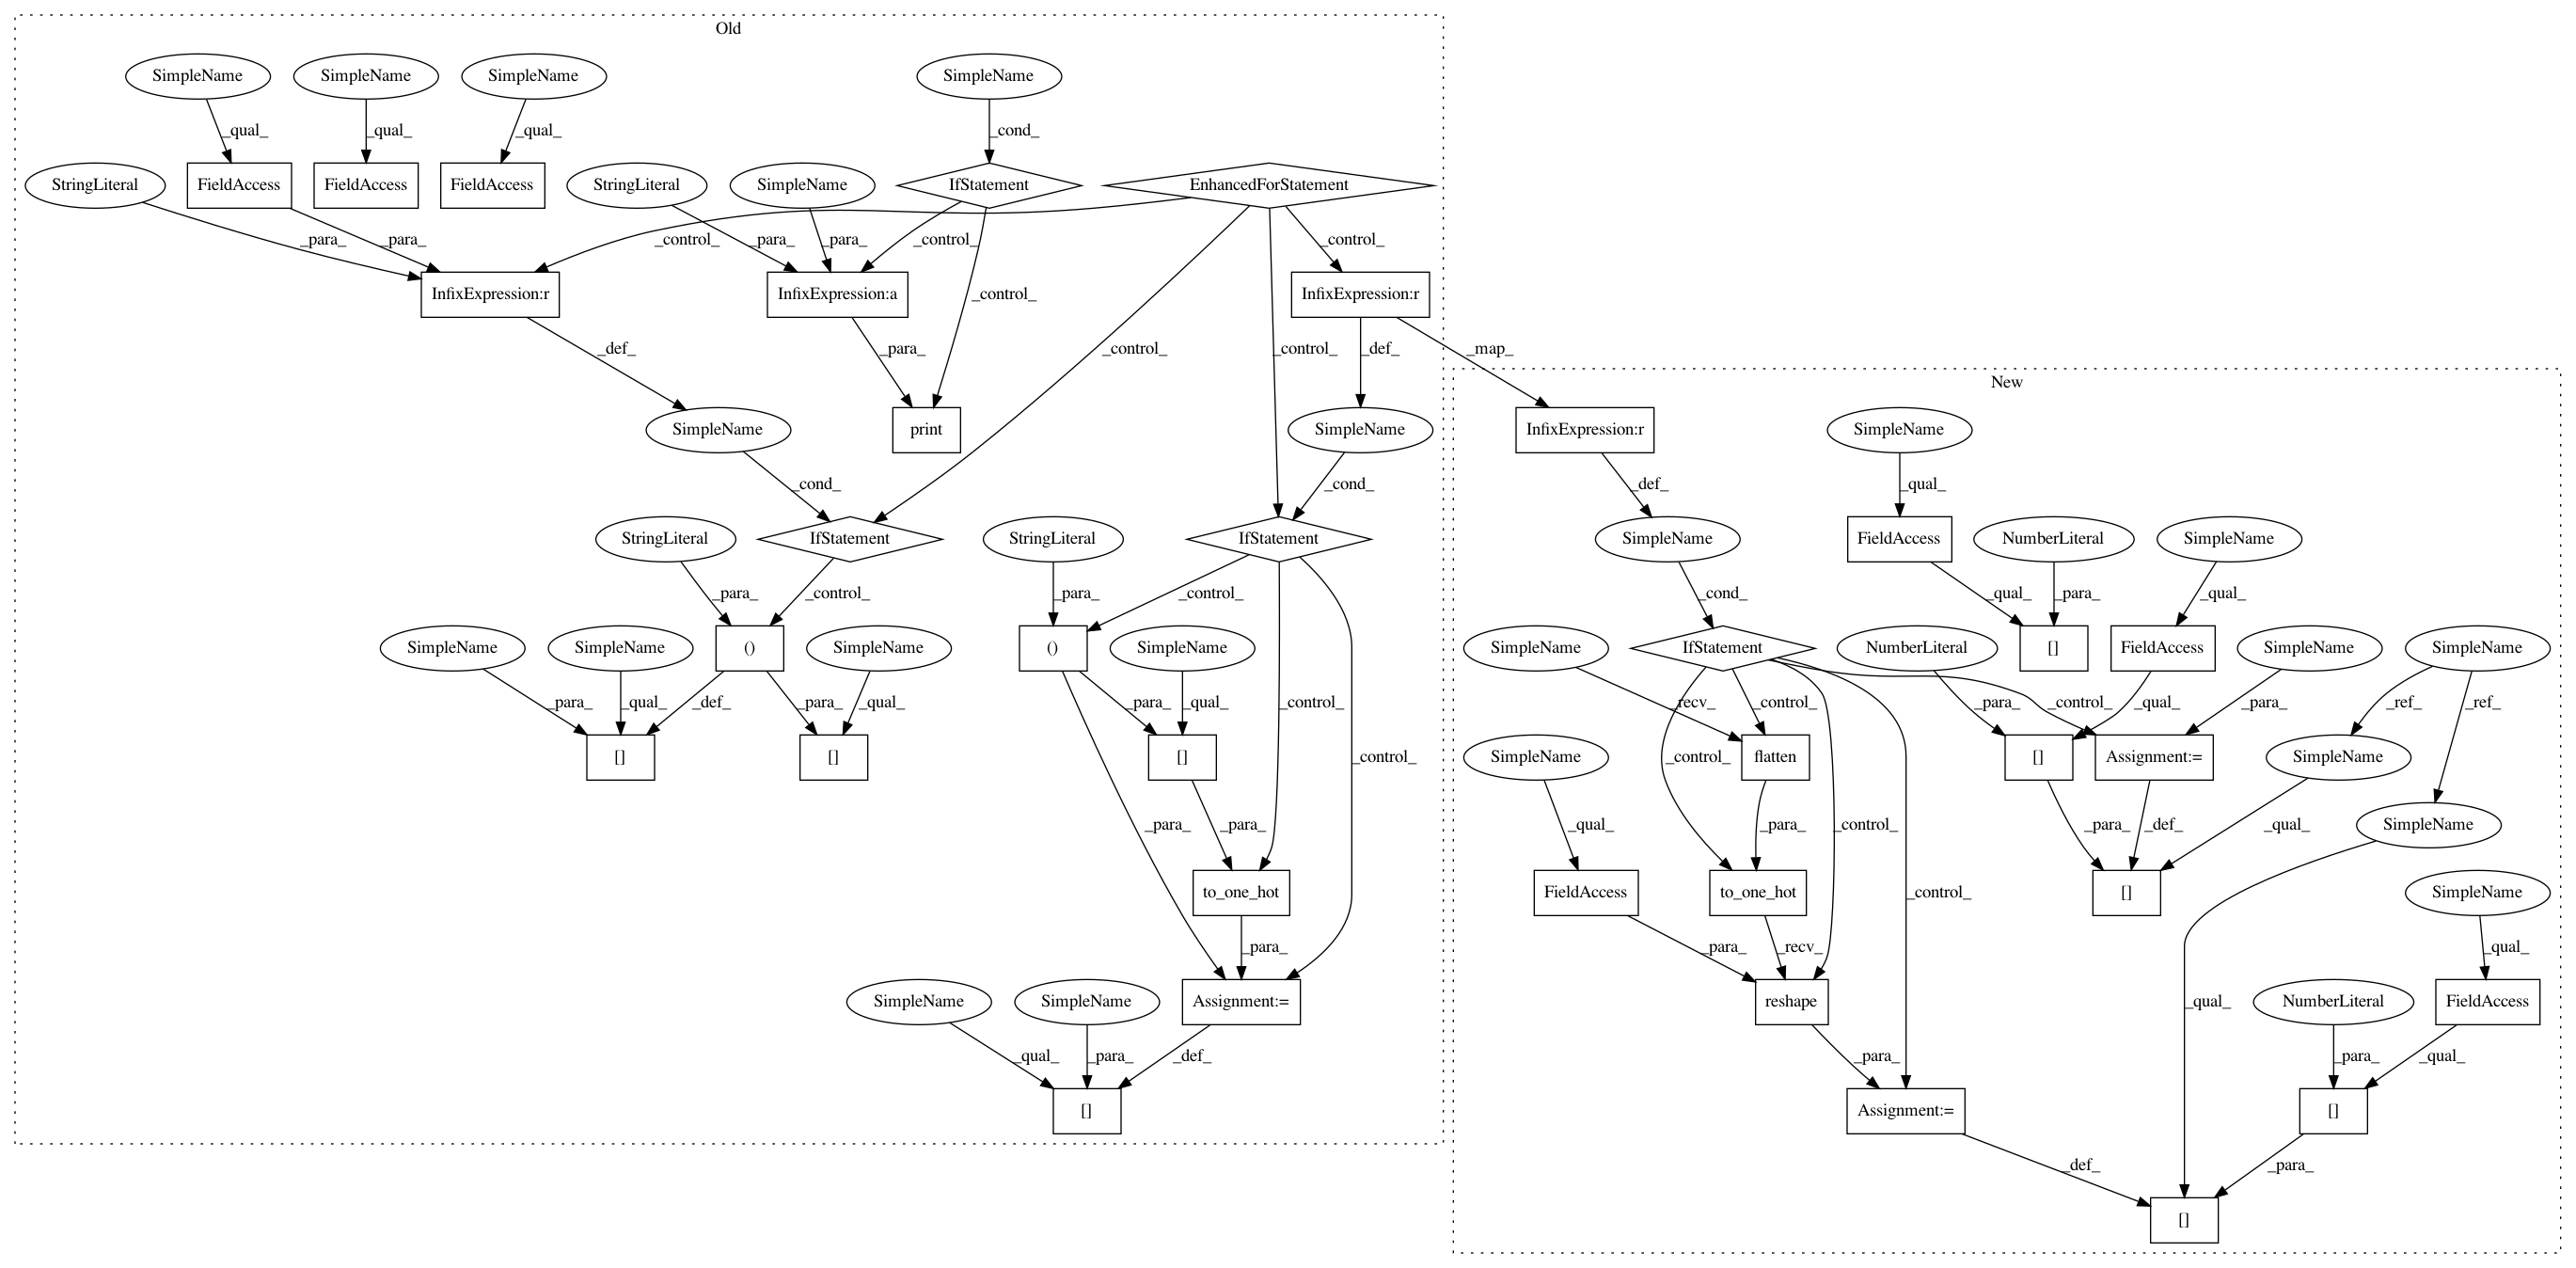 Old
SimpleName
SimpleName
SimpleName
SimpleName
_qual_
_qual_
_qual_
_cond_
StringLiteral
FieldAccess
FieldAccess
FieldAccess
StringLiteral
SimpleName
IfStatement
EnhancedForStatement
_para_
_para_
_control_
_para_
_para_
_control_
_control_
InfixExpression:r
InfixExpression:a
_control_
InfixExpression:r
_def_
_para_
_control_
_control_
_def_
_map_
New
SimpleName
print
SimpleName
InfixExpression:r
SimpleName
_cond_
_cond_
_def_
_qual_
StringLiteral
IfStatement
StringLiteral
IfStatement
SimpleName
FieldAccess
NumberLiteral
SimpleName
_para_
_control_
_para_
_control_
_cond_
_qual_
_para_
_qual_
SimpleName
SimpleName
()
SimpleName
()
SimpleName
SimpleName
IfStatement
NumberLiteral
[]
FieldAccess
SimpleName
SimpleName
_para_
_qual_
_def_
_para_
_qual_
_para_
_qual_
_control_
_recv_
_control_
_para_
_qual_
_control_
_para_
_ref_
_ref_
[]
[]
[]
SimpleName
_control_
flatten
_control_
[]
Assignment:=
SimpleName
_para_
_para_
_qual_
_para_
_control_
_para_
_def_
_qual_
SimpleName
to_one_hot
FieldAccess
to_one_hot
_control_
[]
SimpleName
_para_
_para_
_recv_
_qual_
SimpleName
SimpleName
Assignment:=
reshape
_qual_
NumberLiteral
FieldAccess
_qual_
_para_
_def_
_para_
_para_
_qual_
[]
Assignment:=
[]
_def_
_para_
[]